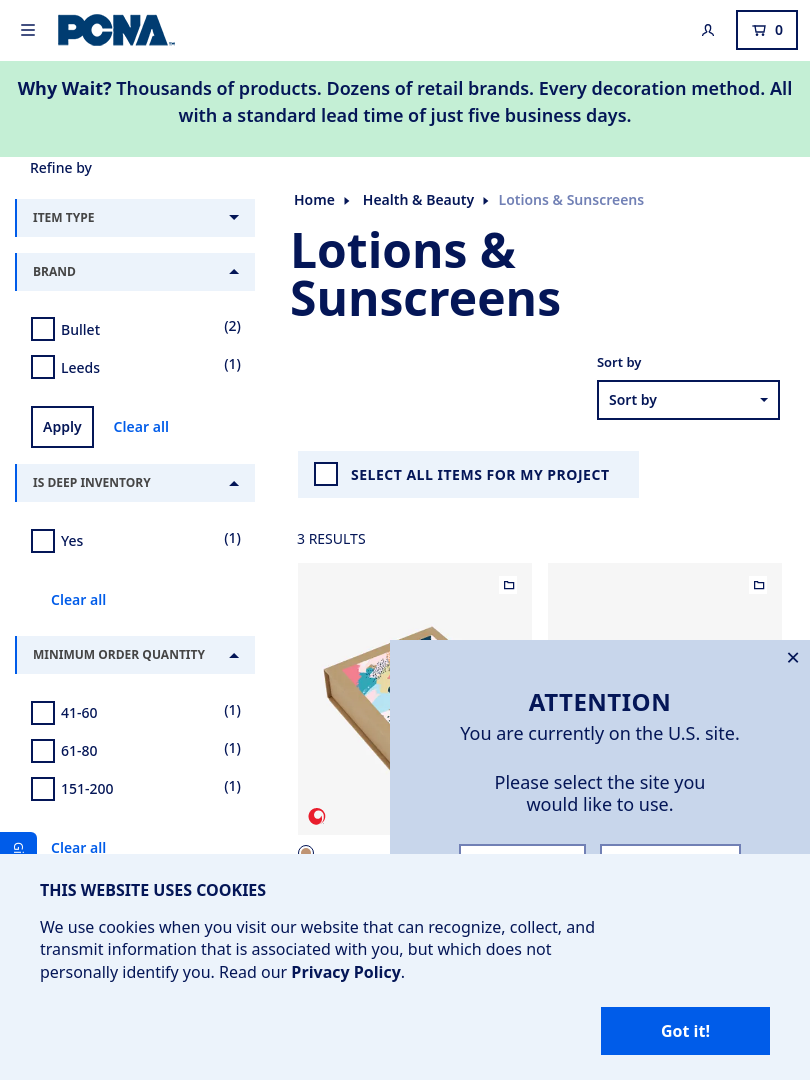 PCNA
0
Why Wait? Thousands of products. Dozens of retail brands. Every decoration method. All
with a standard lead time of just five business days.
Refine by
ITEM TYPE
BRAND
Bullet (2)
Leeds (1)
Apply Clear all
IS DEEP INVENTORY
Yes (1)
Clear all
MINIMUM ORDER QUANTITY
41-60 (1)
61-80 (1)
151-200 (1)
Clear all
Home Health & Beauty Lotions & Sunscreens
Lotions &
Sunscreens
Sort by
Sort by
SELECT ALL ITEMS FOR MY PROJECT
3 RESULTS
ATTENTION
You are currently on the U.S. site.
Please select the site you
would like to use.
THIS WEBSITE USES COOKIES
We use cookies when you visit our website that can recognize, collect, and
transmit information that is associated with you, but which does not
personally identify you. Read our Privacy Policy.
Got it!